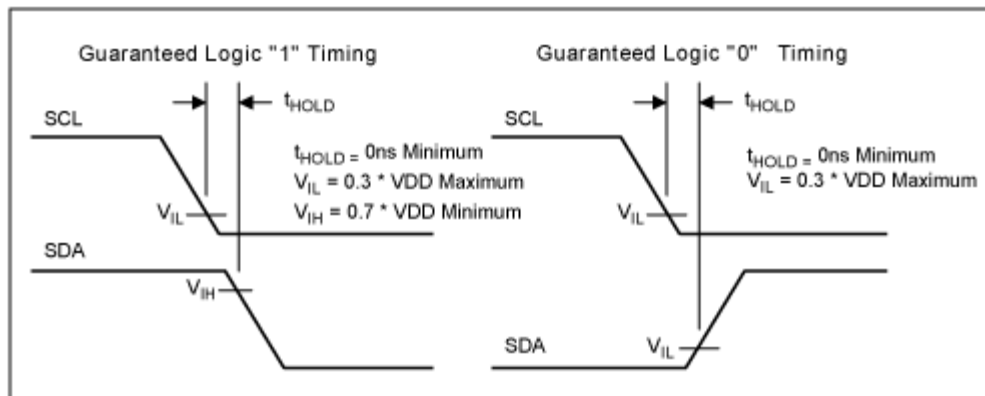 Guaranteed Logic "1" Timing
tHOLD
SCL
tHOLD = 0ns Minimum
VIL = 0.3 * VDD Maximum
VIH = 0.7 * VDD Minimum
VIL
SDA
VIH
Guaranteed Logic "0" Timing
tHOLD
SCL
tHOLD = 0ns Minimum
VIL = 0.3 * VDD Maximum
VIL
SDA
VIL